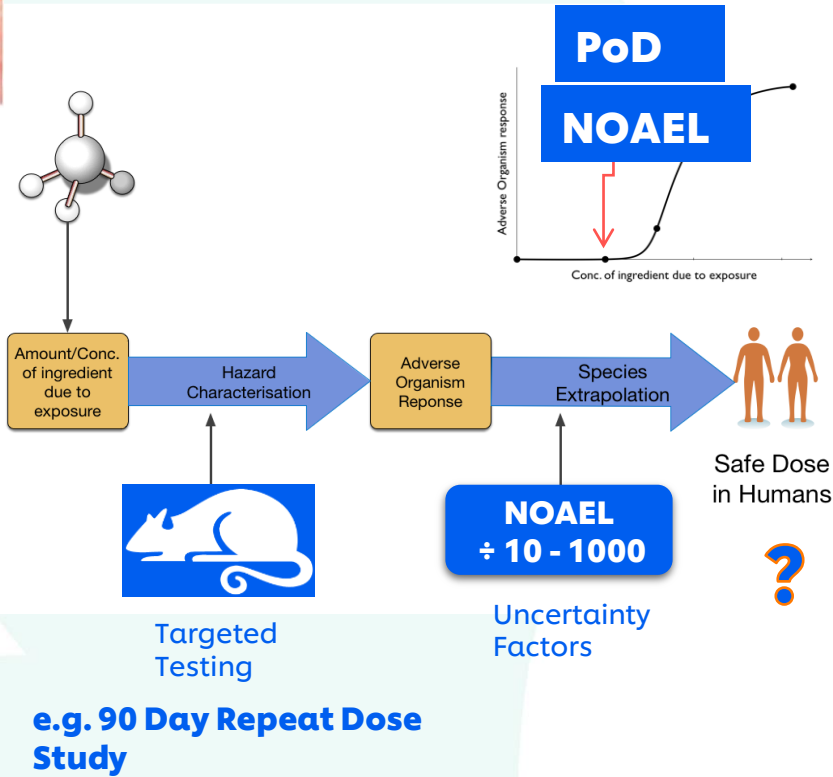 PoD
NOAEL
Adverse Organism response
Conc. of ingredient due to exposure
Amount/Conc.
of ingredient
due to
exposure
Hazard
Characterisation
Adverse
Organism
Reponse
Species
Extrapolation
Safe Dose
in Humans
?
NOAEL
÷ 10 - 1000
Targeted
Testing
Uncertainty
Factors
e.g. 90 Day Repeat Dose
Study